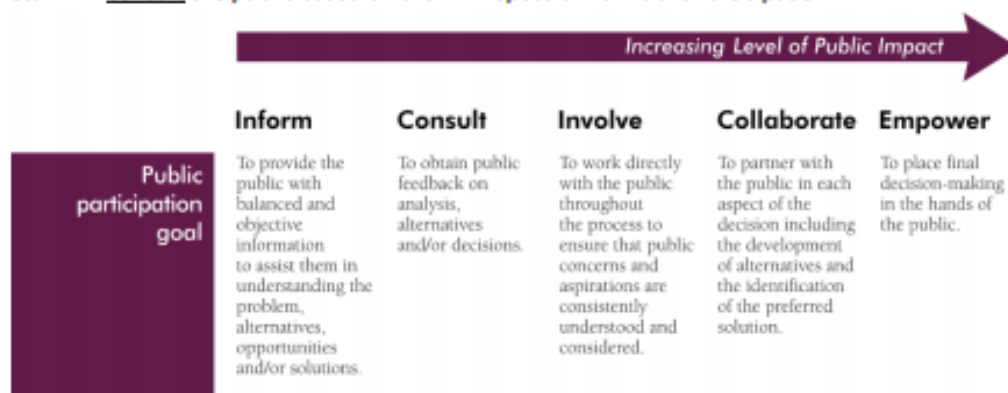 Increasing Level of Public Impact
Inform
To provide the
public with
balanced and
objective
information
to assist them in
understanding the
problem,
alternatives,
opportunities
and/or solutions.
Consult
To obtain public
feedback on
analysis,
alternatives
and/or decisions.
Involve
To work directly
with the public
throughout
the process to
ensure that public
concerns and
aspirations are
consistently
understood and
considered.
Collaborate
To partner with
the public in each
aspect of the
decision including
the development
of alternatives and
the identification
of the preferred
solution.
Empower
To place final
decision-making
in the hands of
the public.
Public
participation
goal